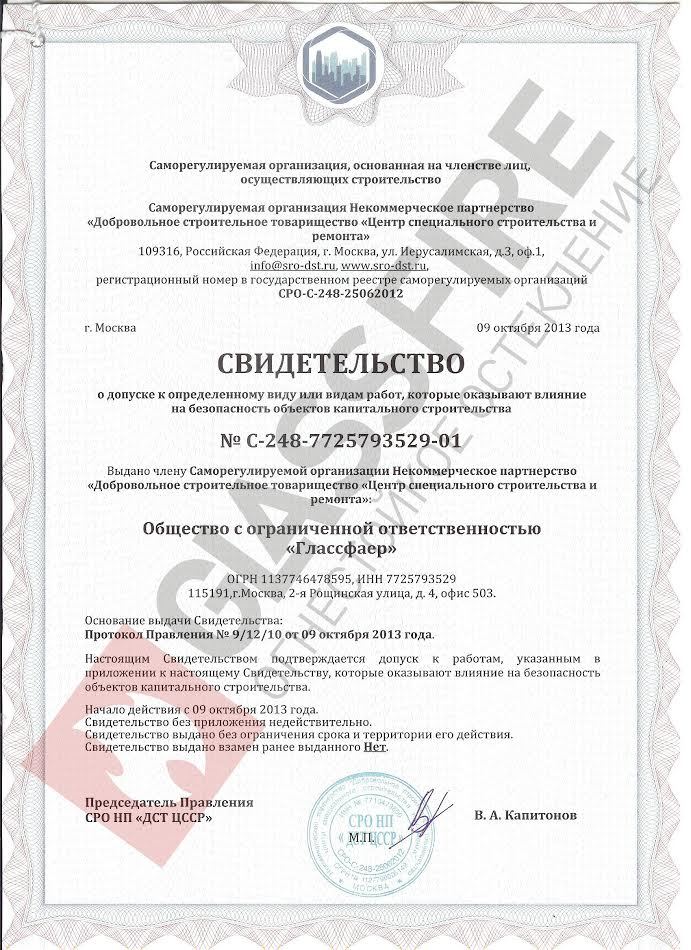 Саморегулируемая организация, основанная на членстве лиц,
осуществляющих строительство
Саморегулируемая организация Некоммерческое партнерство
«Добровольное строительное товарищество «Центр специального строительства и
ремонта»
109316, Российская Федерация, г. Москва, ул. Иерусалимская, д.3, оф.1,
info@sro-dst.ru, www.sro-dst.ru,
регистрационный номер в государственном реестре саморегулируемых организаций
СРО-С-248-25062012
г. Москва 09 октября 2013 года
СВИДЕТЕЛЬСТВО
о допуске к определенному виду или видам работ, которые оказывают влияние
на безопасность объектов капитального строительства
№ С-248-7725793529-01
Выдано члену Саморегулируемой организации Некоммерческое партнерство
«Добровольное строительное товарищество «Центр специального строительства и
ремонта»:
Общество с ограниченной ответственностью
«Глассфаер»
ОГРН 1137746478595, ИНН 7725793529
115191,г.Москва, 2-я Рощинская улица, д. 4, офис 503.
Основание выдачи Свидетельства:
Протокол Правления № 9/12/10 от 09 октября 2013 года.
Настоящим Свидетельством подтверждается допуск к работам, указанным в
приложении к настоящему Свидетельству, которые оказывают влияние на безопасность
объектов капитального строительства.
Начало действия с 09 октября 2013 года.
Свидетельство без приложения недействительно.
Свидетельство выдано без ограничения срока и территории его действия.
Свидетельство выдано взамен ранее выданного Нет.
Председатель Правления
СРО НП «ДСТ ЦССР»
В. А. Капитонов
М.П.
СРО НП
«ДСТ ЦССР»
СРО-С-248-25062012
МОСКВА
GLASSFIRE
ОГНЕСТОЙКОЕ ОСТЕКЛЕНИЕ